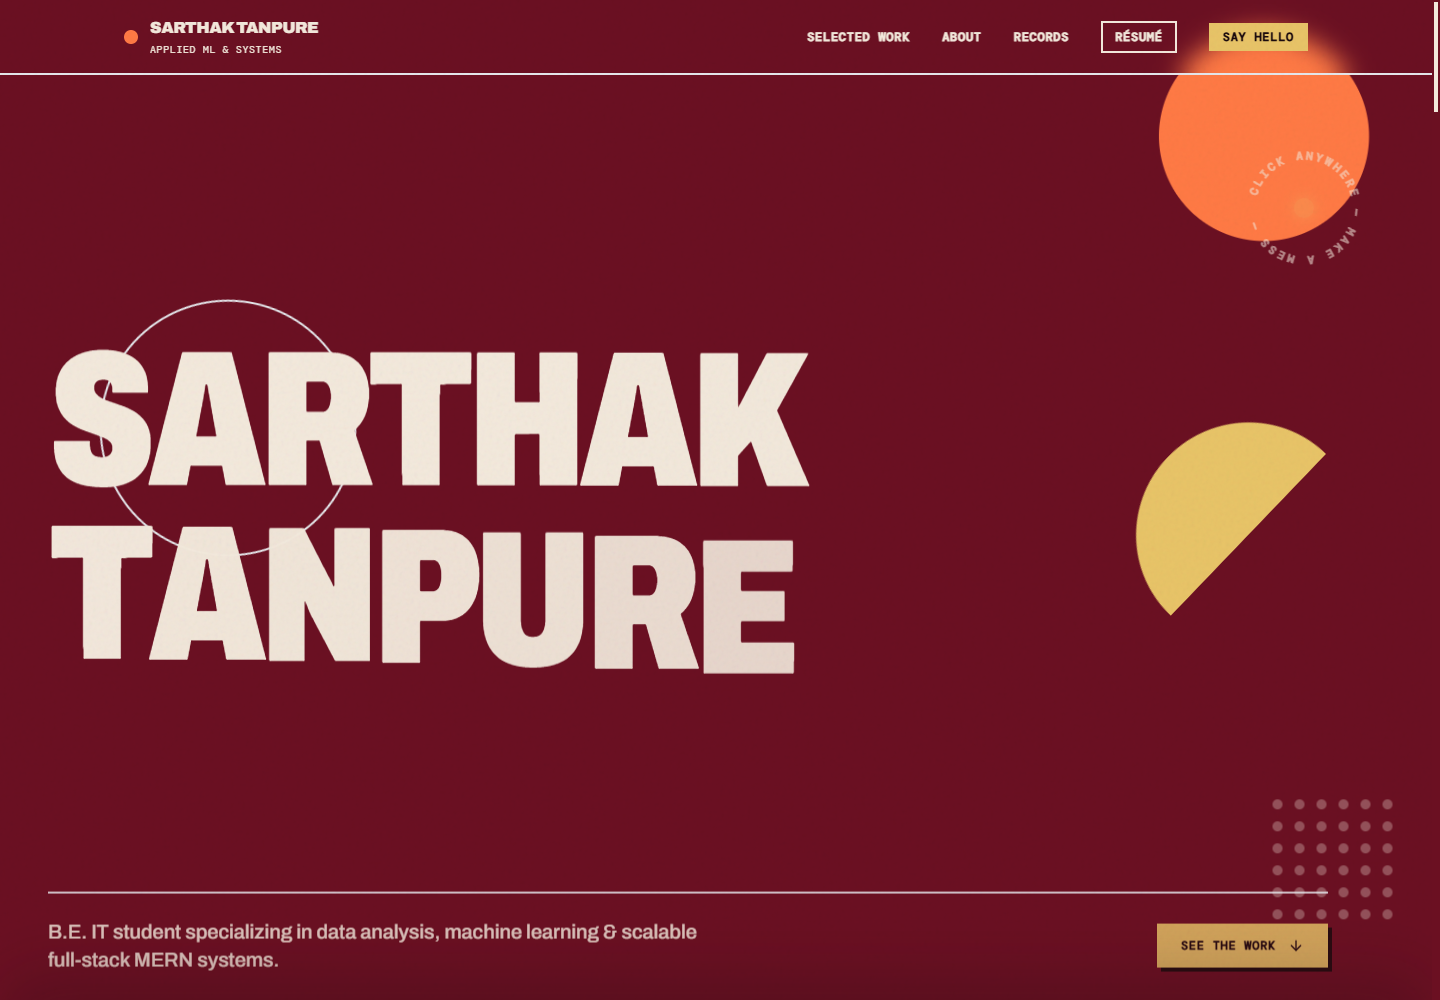 SARTHAK TANPURE
APPLIED ML & SYSTEMS
SELECTED WORK
ABOUT
RECORDS
RÉSUMÉ
SAY HELLO
CLICK ANYWHERE — MAKE A MESS —
SARTHAK
TANPURE
B.E. IT student specializing in data analysis, machine learning & scalable
full-stack MERN systems.
SEE THE WORK ↓